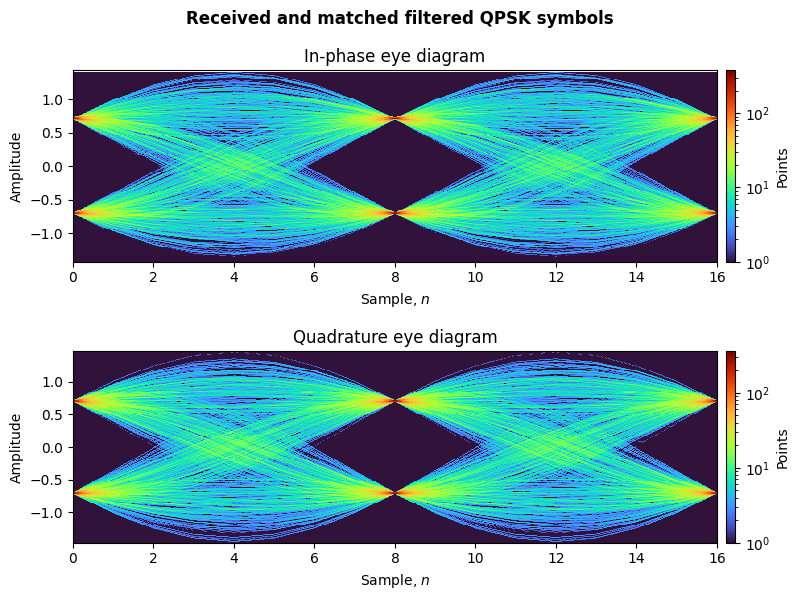 Received and matched filtered QPSK symbols
In-phase eye diagram
1.0
0.5
0.0
−0.5
−1.0
Amplitude
0 2 4 6 8 10 12 14 16
Sample, n
10²
10¹
10⁰
Points
Quadrature eye diagram
1.0
0.5
0.0
−0.5
−1.0
Amplitude
0 2 4 6 8 10 12 14 16
Sample, n
10²
10¹
10⁰
Points